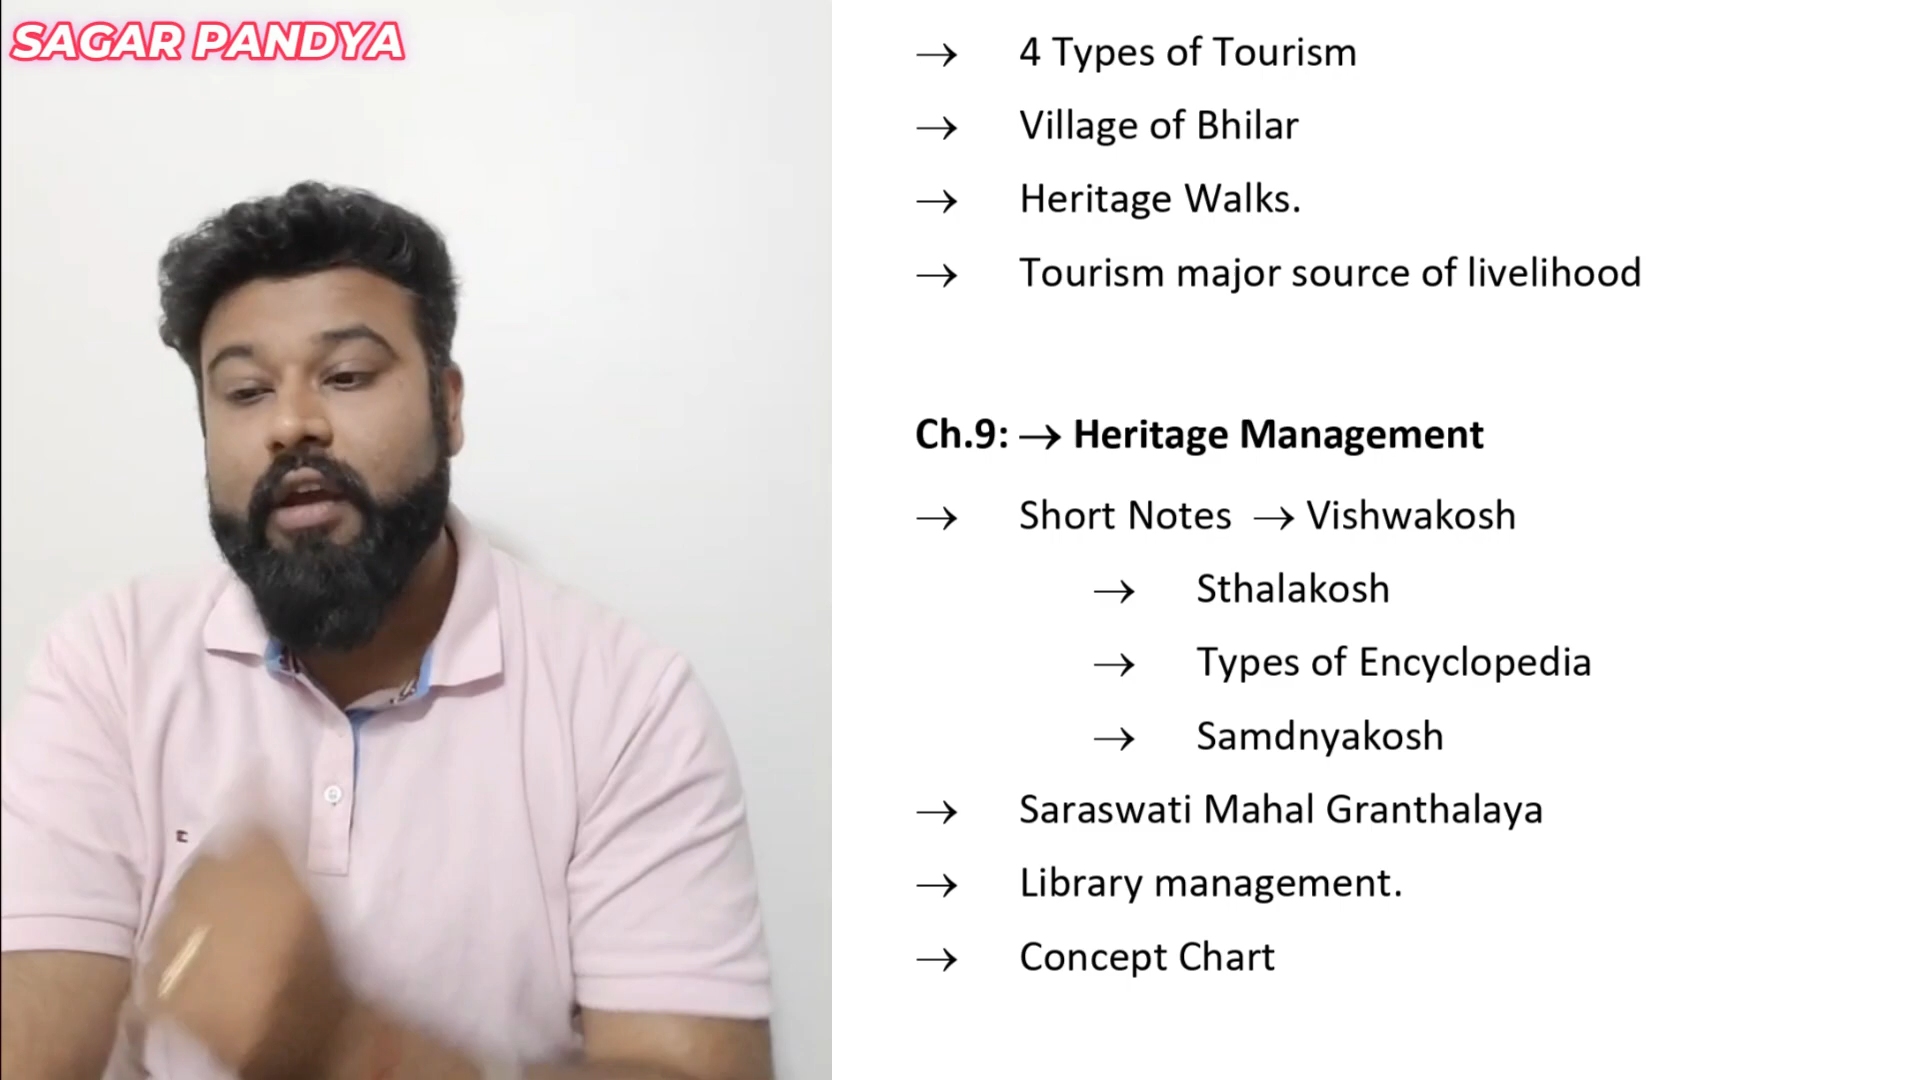 SAGAR PANDYA
→ 4 Types of Tourism
→ Village of Bhilar
→ Heritage Walks.
→ Tourism major source of livelihood
Ch.9: → Heritage Management
→ Short Notes → Vishwakosh
→ Sthalakosh
→ Types of Encyclopedia
→ Samdnyakosh
→ Saraswati Mahal Granthalaya
→ Library management.
→ Concept Chart